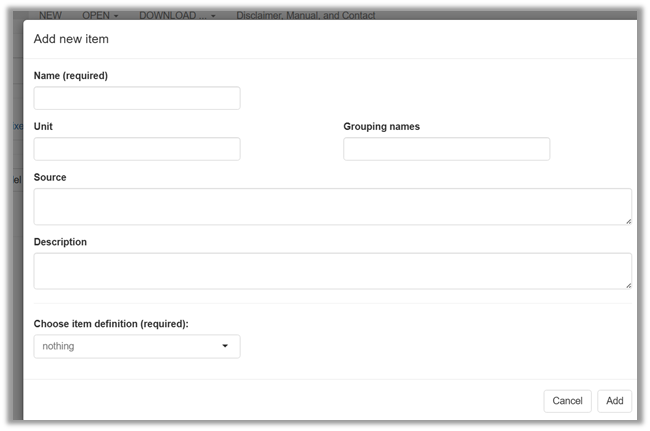 NEW OPEN DOWNLOAD ... Disclaimer, Manual, and Contact
Add new item
Name (required)
Unit Grouping names
Source
Description
Choose item definition (required):
nothing
Cancel Add